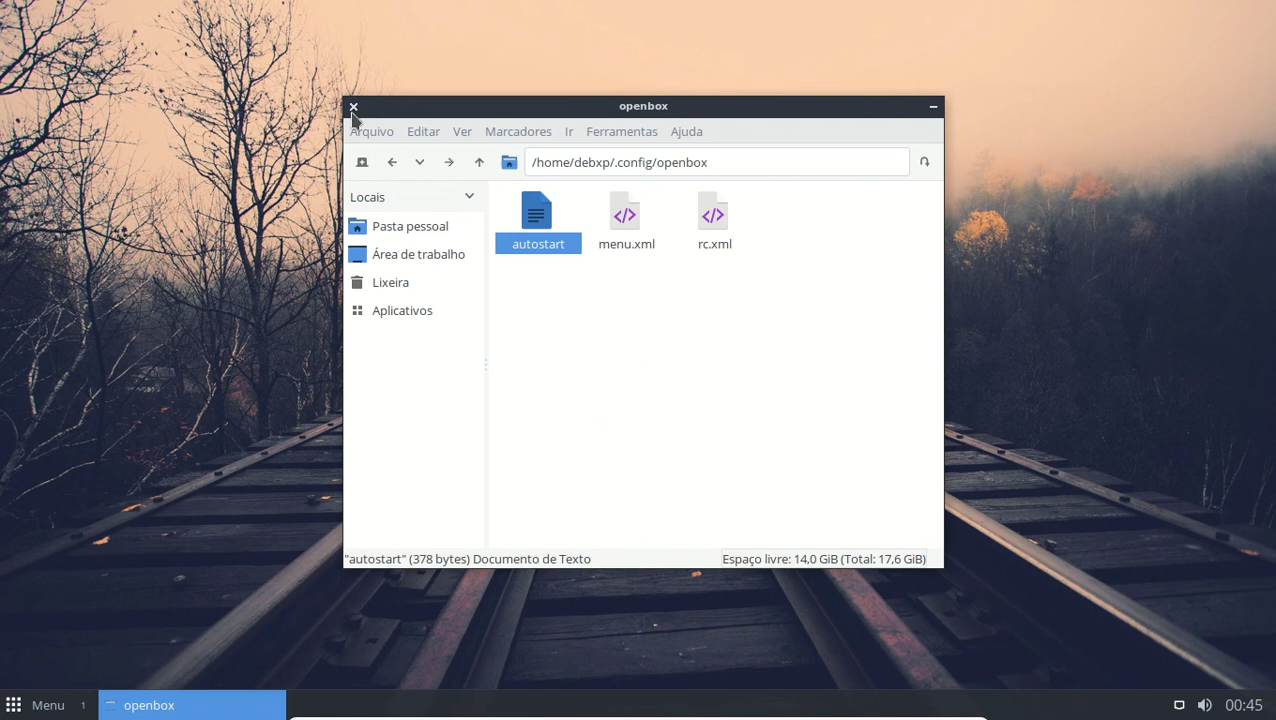 openbox
Arquivo Editar Ver Marcadores Ir Ferramentas Ajuda
/home/debxp/.config/openbox
Locais
Pasta pessoal
Área de trabalho
Lixeira
Aplicativos
autostart menu.xml rc.xml
"autostart" (378 bytes) Documento de Texto Espaço livre: 14,0 GiB (Total: 17,6 GiB)
Menu 1 openbox 00:45